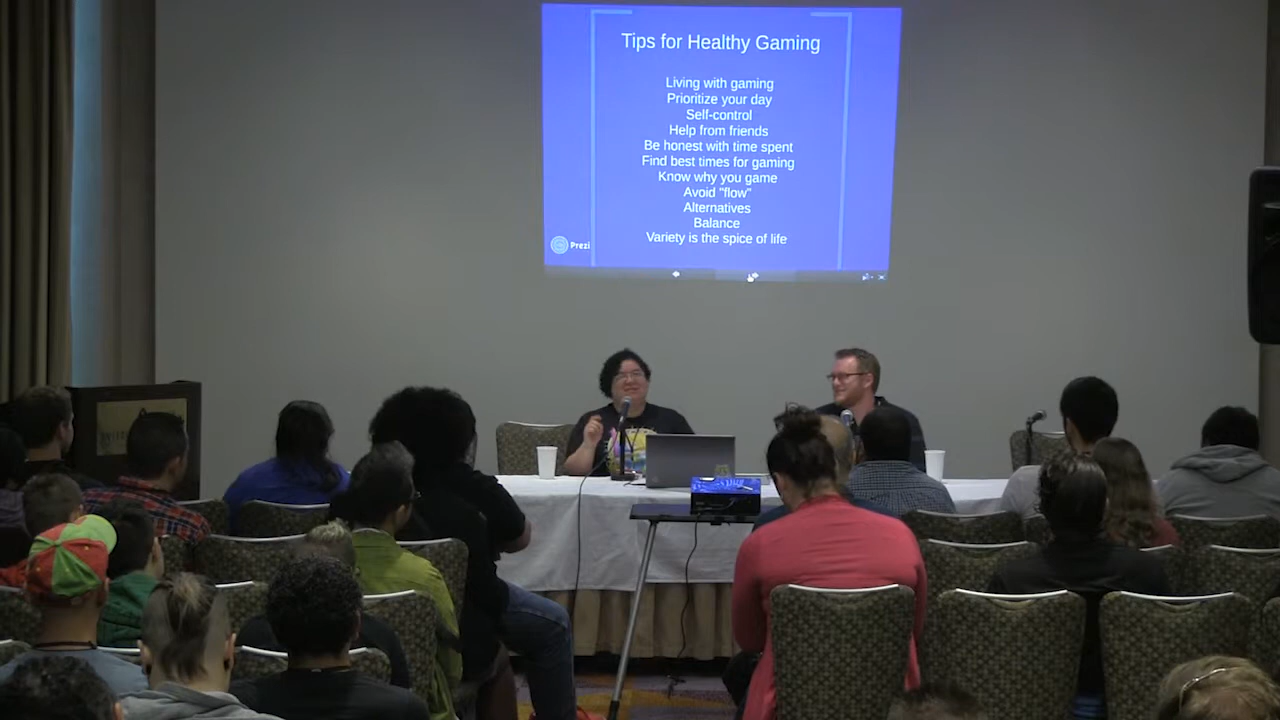 Tips for Healthy Gaming
Living with gaming
Prioritize your day
Self-control
Help from friends
Be honest with time spent
Find best times for gaming
Know why you game
Avoid "flow"
Alternatives
Balance
Variety is the spice of life
Prezi